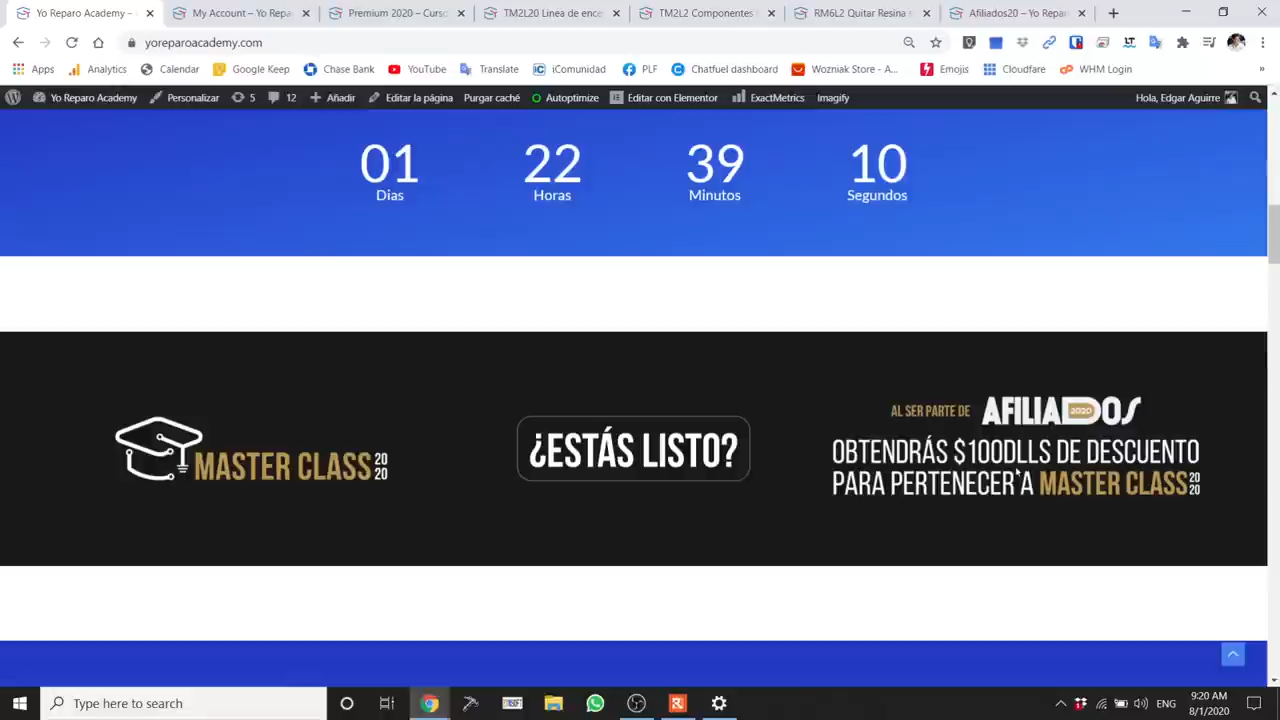 Yo Reparo Academy –
My Account – Yo Repa
Premium 2020 – Curso
TM2L20 Linea de ence
TM2L2 Componentes
RM6L2 Quitar Resina
Afiliados20 – Yo Repar
yoreparoacademy.com
Apps
Analytics
Calendar
Google Keep
Chase Bank
YouTube
Translate
iComunidad
PLF
Chatfuel dashboard
Wozniak Store - A...
Emojis
Cloudfare
WHM Login
»
Yo Reparo Academy
Personalizar
5
12
Añadir
Editar la página
Purgar caché
Autoptimize
Editar con Elementor
ExactMetrics
Imagify
Hola, Edgar Aguirre
01 22 39 10
Dias Horas Minutos Segundos
MASTER CLASS 20
20
¿ESTÁS LISTO?
AL SER PARTE DE AFILIADOS
2020
OBTENDRÁS $100DLLS DE DESCUENTO
PARA PERTENECER A MASTER CLASS 20
20
Type here to search
ENG
9:20 AM
8/1/2020